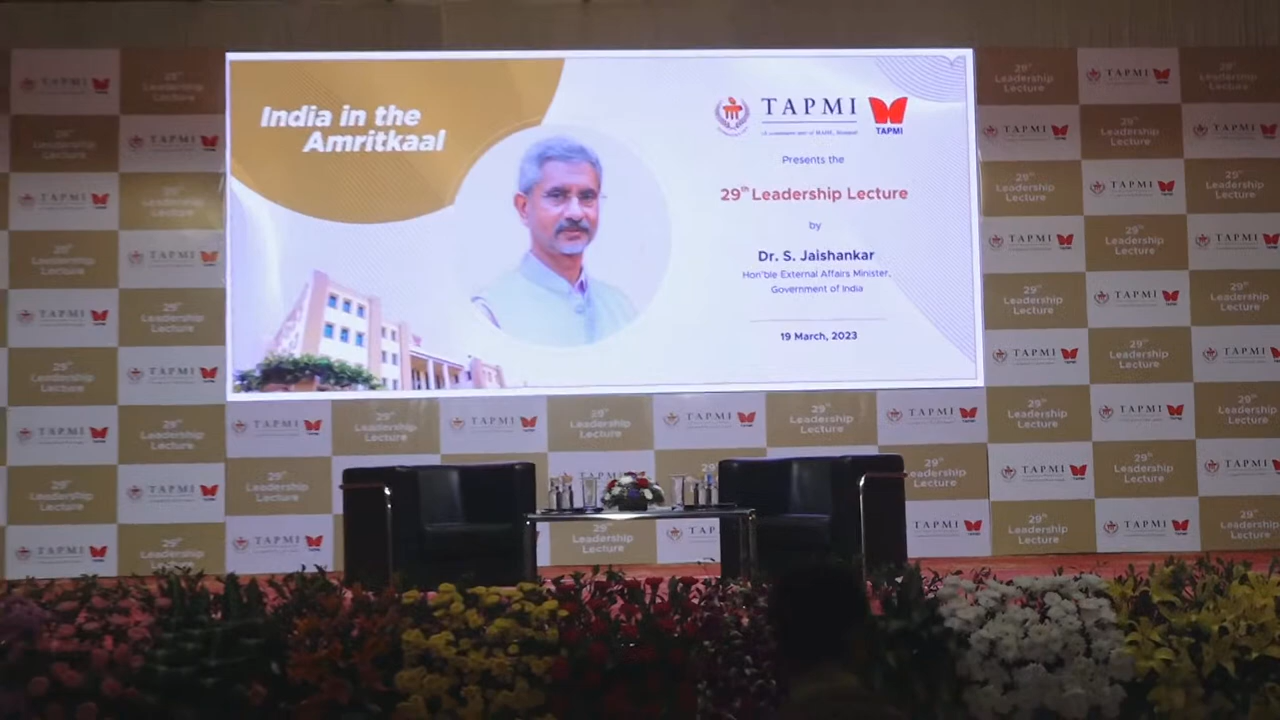 India in the
Amritkaal
TAPMI
TAPMI
Presents the
29th Leadership Lecture
by
Dr. S. Jaishankar
Hon'ble External Affairs Minister,
Government of India
19 March, 2023
29th
Leadership
Lecture
TAPMI
TAPMI